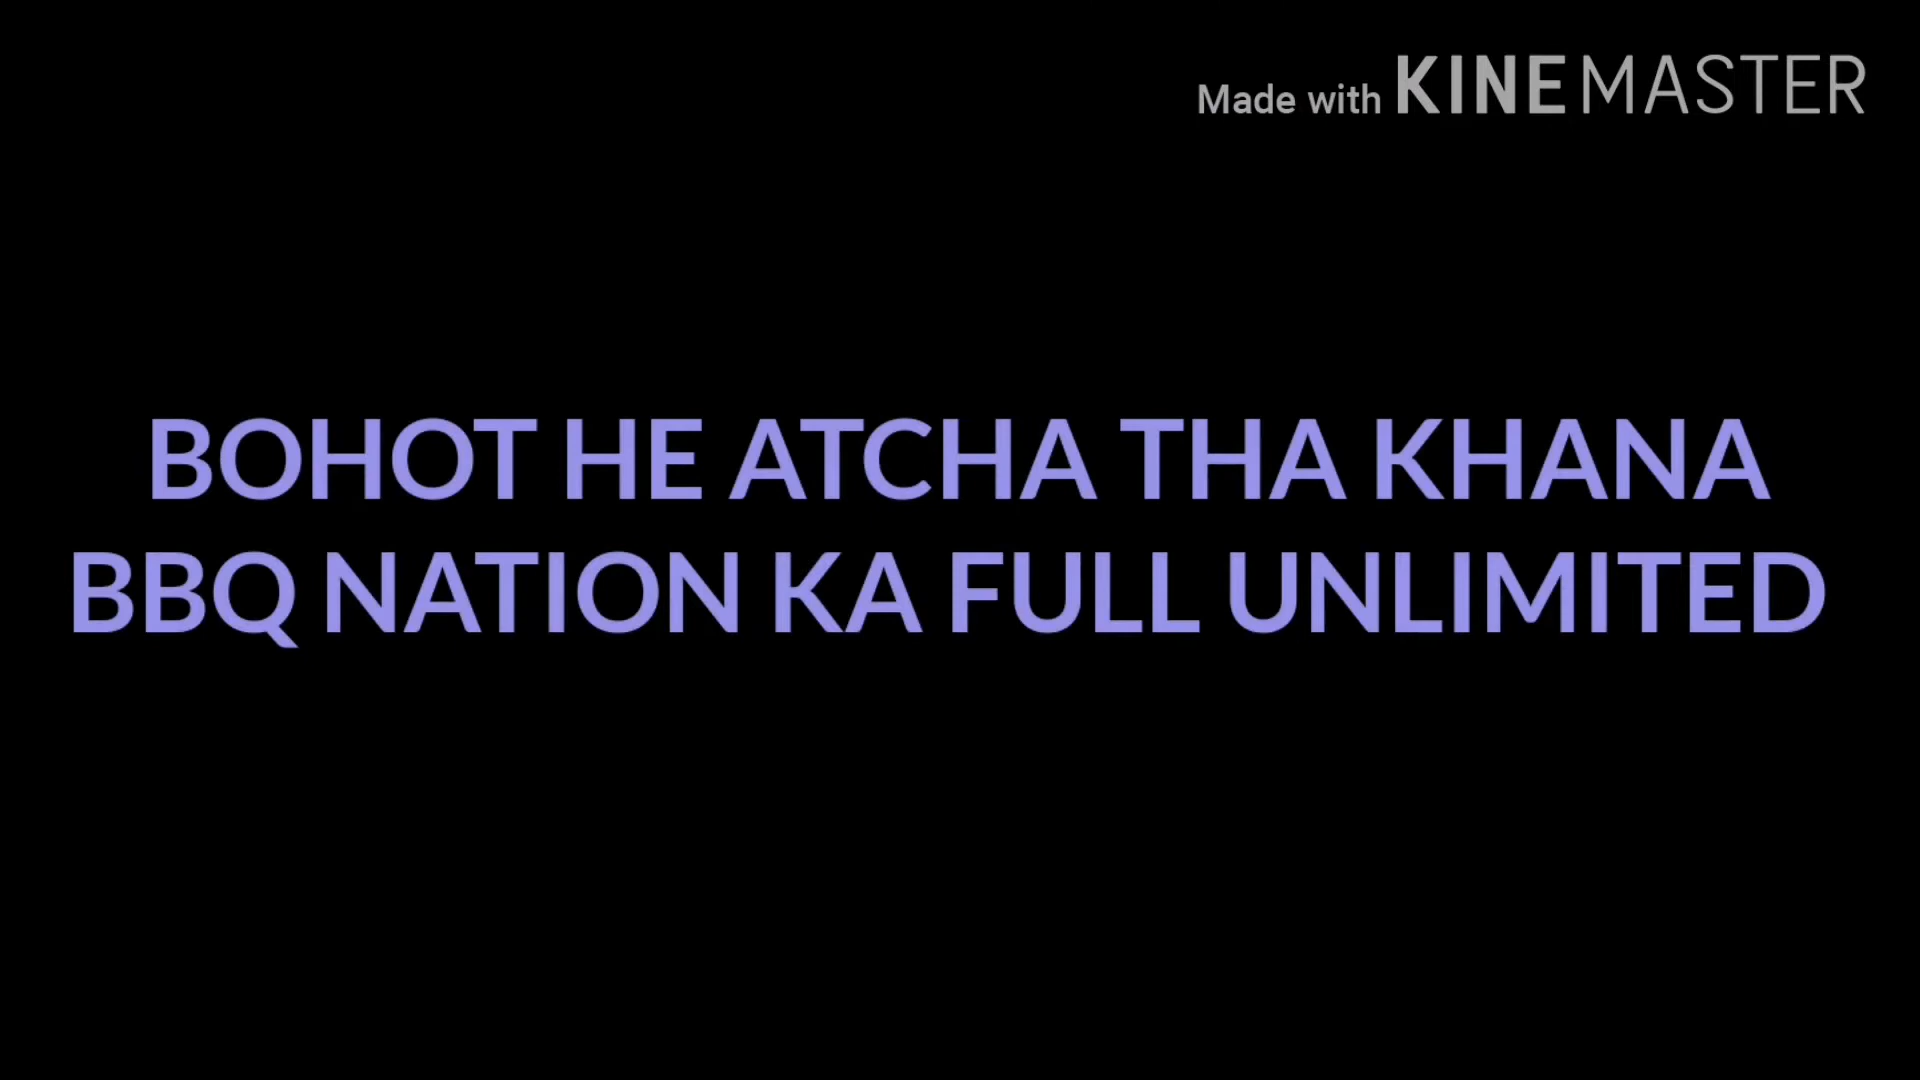 Made with KINEMASTER
BOHOT HE ATCHA THA KHANA
BBQ NATION KA FULL UNLIMITED